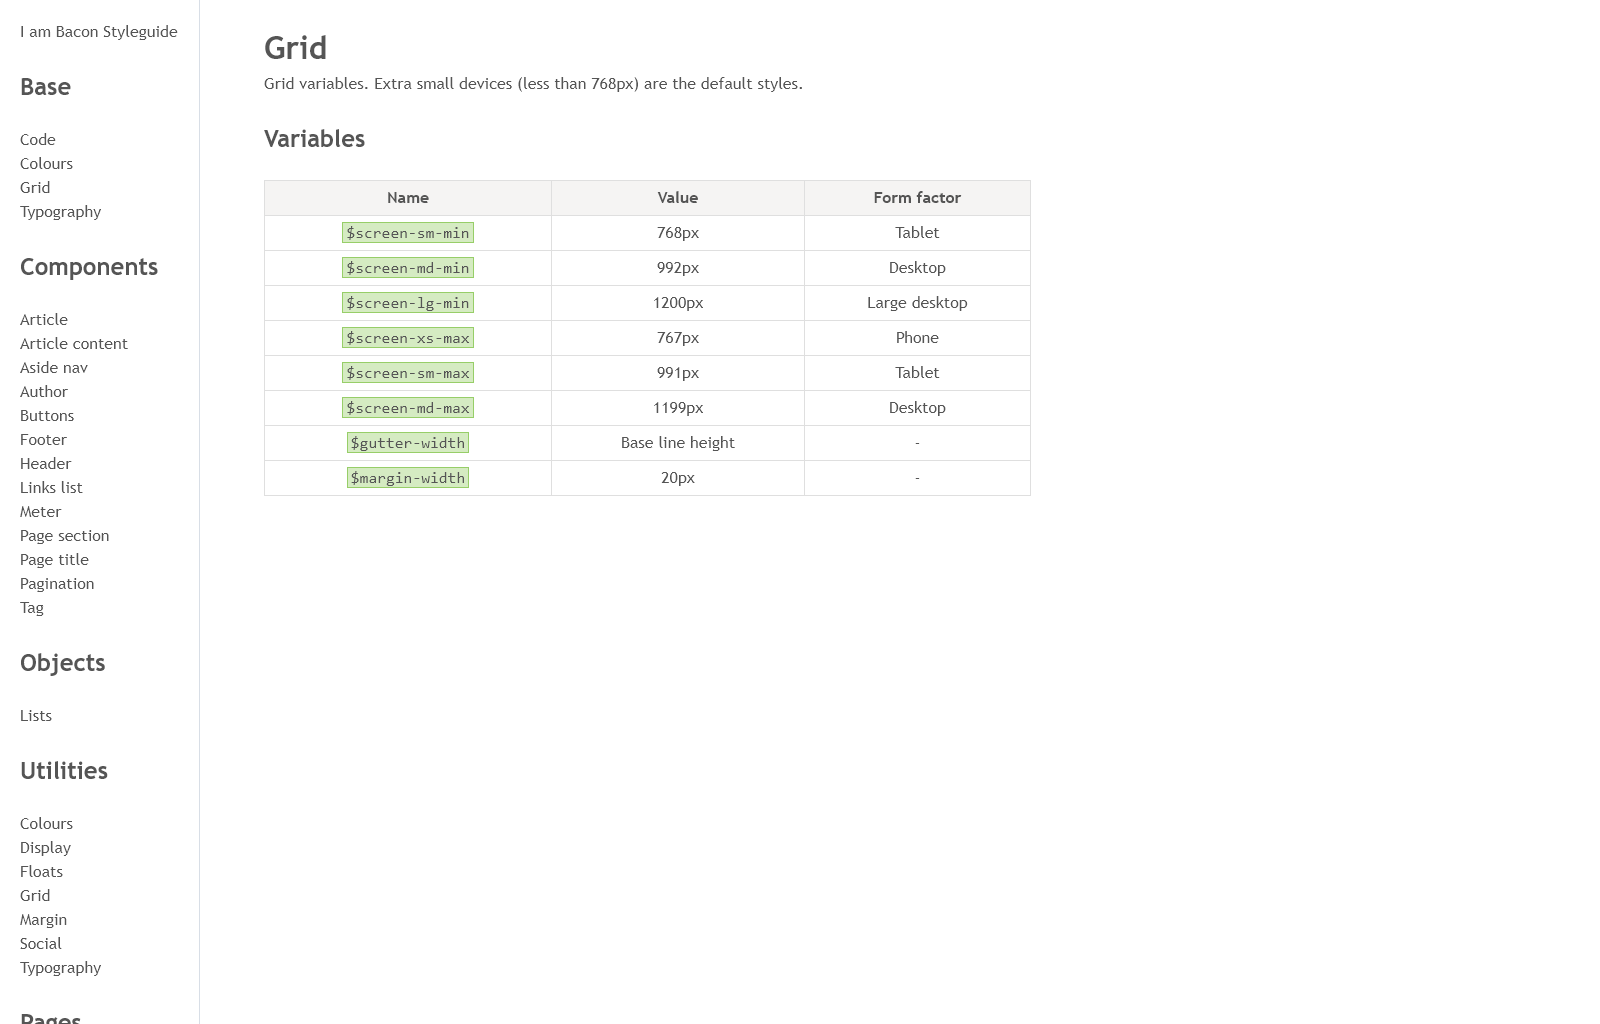 I am Bacon Styleguide
Base
Code
Colours
Grid
Typography
Components
Article
Article content
Aside nav
Author
Buttons
Footer
Header
Links list
Meter
Page section
Page title
Pagination
Tag
Objects
Lists
Utilities
Colours
Display
Floats
Grid
Margin
Social
Typography
Pages
Grid
Grid variables. Extra small devices (less than 768px) are the default styles.
Variables
Name Value Form factor
$screen-sm-min 768px Tablet
$screen-md-min 992px Desktop
$screen-lg-min 1200px Large desktop
$screen-xs-max 767px Phone
$screen-sm-max 991px Tablet
$screen-md-max 1199px Desktop
$gutter-width Base line height -
$margin-width 20px -